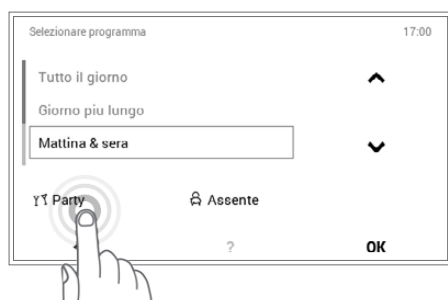 Selezionare programma 17:00
Tutto il giorno
Giorno piu lungo
Mattina & sera
Party Assente
? OK